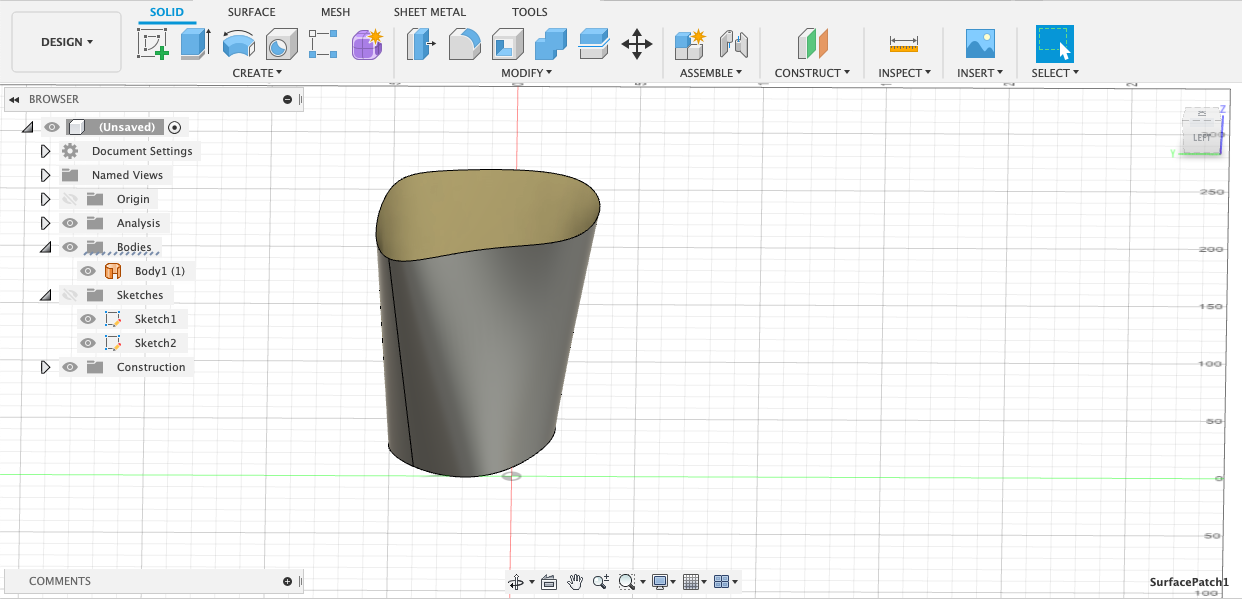 SOLID SURFACE MESH SHEET METAL TOOLS
DESIGN
CREATE MODIFY ASSEMBLE CONSTRUCT INSPECT INSERT SELECT
BROWSER
(Unsaved)
Document Settings
Named Views
Origin
Analysis
Bodies
Body1 (1)
Sketches
Sketch1
Sketch2
Construction
Z
LEFT
Y
250
200
150
100
50
0
50
100
COMMENTS
SurfacePatch1